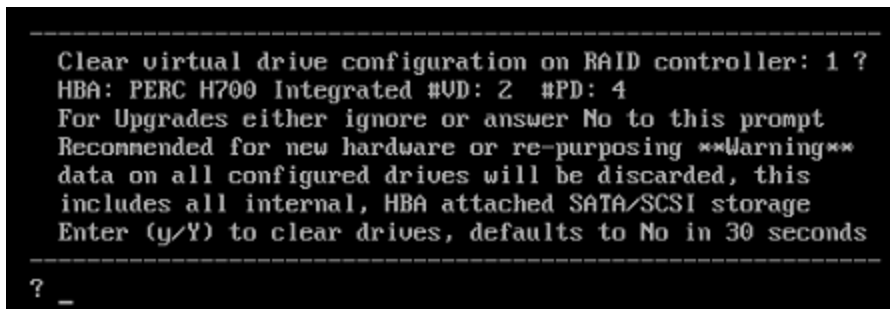 Clear virtual drive configuration on RAID controller: 1 ?
HBA: PERC H700 Integrated #VD: 2  #PD: 4
For Upgrades either ignore or answer No to this prompt
Recommended for new hardware or re-purposing **Warning**
data on all configured drives will be discarded, this
includes all internal, HBA attached SATA/SCSI storage
Enter (y/Y) to clear drives, defaults to No in 30 seconds
? _